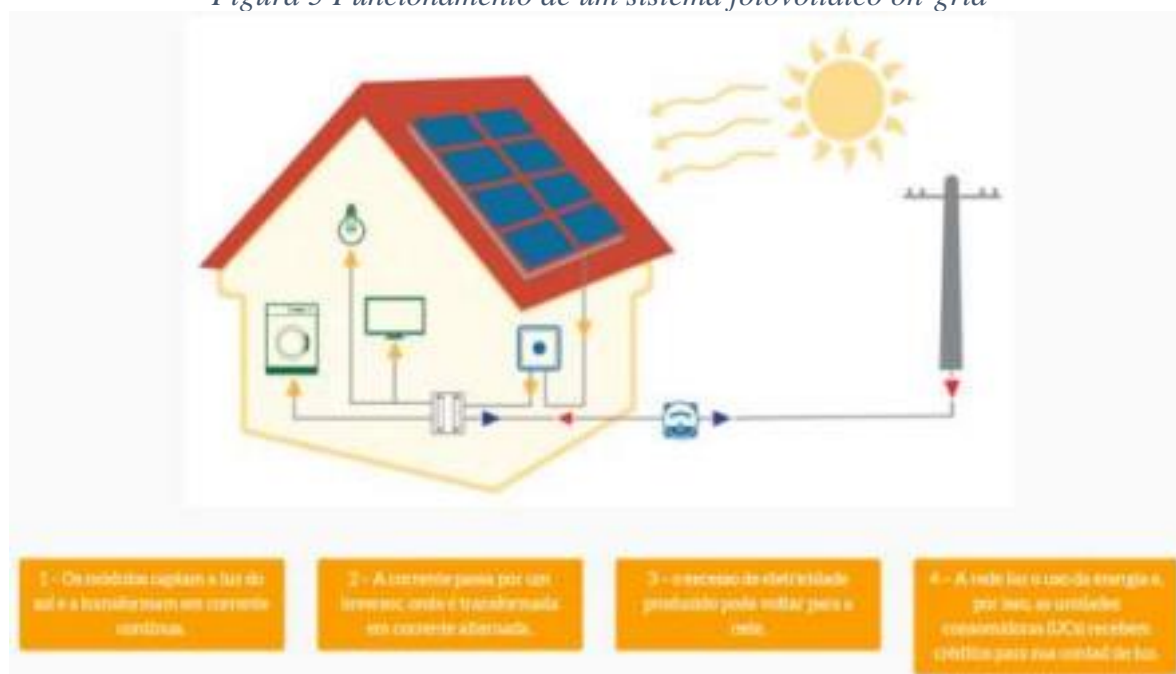 Figura 3 Funcionamento de um sistema fotovoltaico on-grid
1 - Os módulos captam a luz do
sol e a transformam em corrente
contínua.
2 - A corrente passa por um
inversor, onde é transformada
em corrente alternada.
3 - o excesso de eletricidade
produzido pode voltar para a
rede.
4 - A rede faz o uso da energia e,
por isso, as unidades
consumidoras (UCs) recebem
créditos para sua de luz.